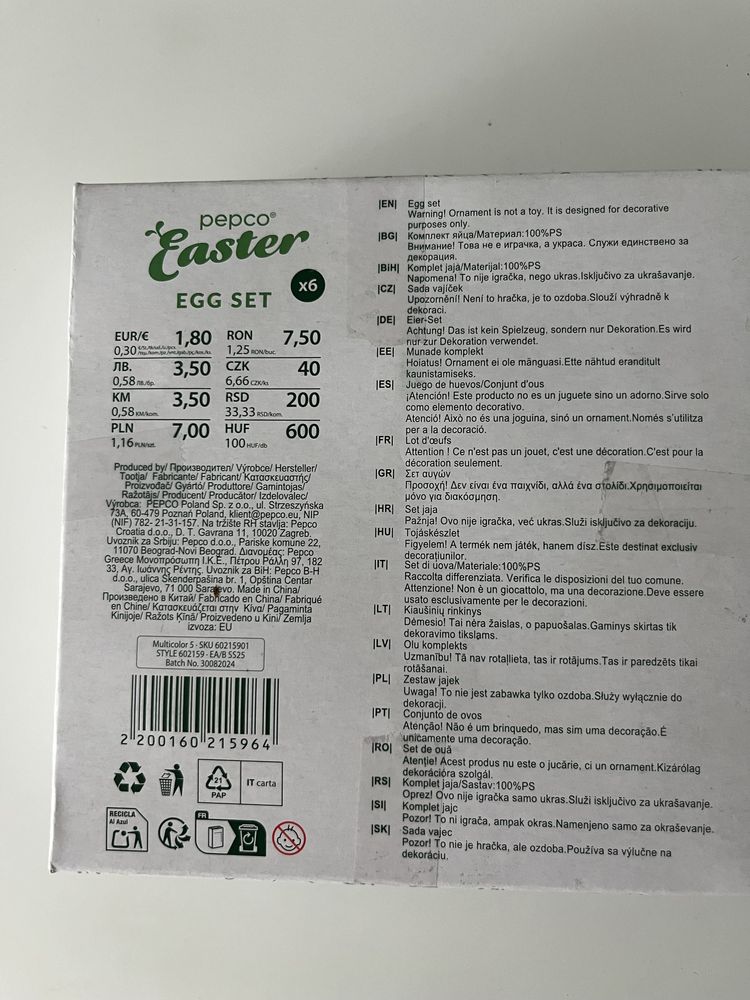 pepco®
Easter
EGG SET
x6
EUR/€ 1,80
0,30
RON 7,50
1,25 RON/buc.
ЛВ. 3,50
0,58 ЛВ./бр.
CZK 40
6,66 CZK/ks
KM 3,50
0,58 KM/kom.
RSD 200
33,33 RSD/kom.
PLN 7,00
1,16 PLN/szt.
HUF 600
100 HUF/db
Produced by/ Производител/ Výrobce/ Hersteller/
Tootja/ Fabricante/ Fabricant/ Κατασκευαστής/
Proizvođač/ Gyártó/ Produttore/ Gamintojas/
Ražotājs/ Producent/ Producător/ Izdelovalec/
Výrobca: PEPCO Poland Sp. z o.o., ul. Strzeszyńska
73A, 60-479 Poznań Poland, klient@pepco.eu, NIP
(NIF) 782- 21-31-157. Na tržište RH stavlja: Pepco
Croatia d.o.o., D. T. Gavrana 11, 10020 Zagreb.
Uvoznik za Srbiju: Pepco d.o.o., Pariske komune 22,
11070 Beograd-Novi Beograd. Διανομέας: Pepco
Greece Μονοπρόσωπη Ι.Κ.Ε., Πέτρου Ράλλη 97, 182
33, Αγ. Ιωάννης Ρέντης. Uvoznik za BiH: Pepco B-H
d.o.o., ulica Skenderpašina br. 1, Opština Centar
Sarajevo, 71 000 Sarajevo. Made in China/
Произведено в Китай/ Fabricado en China/ Fabriqué
en Chine/ Κατασκευάζεται στην Κίνα/ Pagaminta
Kinijoje/ Ražots Ķīnā/ Proizvedeno u Kini/ Zemlja
izvoza: EU
Multicolor 5 - SKU 60215901
STYLE 602159 - EA/B SS25
Batch No. 30082024
2 200160 215964
21
PAP
IT carta
RECICLA
Al Azul
FR
|EN| Egg set
Warning! Ornament is not a toy. It is designed for decorative
purposes only.
|BG| Комплект яйца/Материал:100%PS
Внимание! Това не е играчка, а украса. Служи единствено за
декорация.
|BiH| Komplet jaja/Materijal:100%PS
Napomena! To nije igračka, nego ukras.Isključivo za ukrašavanje.
|CZ| Sada vajíček
Upozornění! Není to hračka, je to ozdoba.Slouží výhradně k
dekoraci.
|DE| Eier-Set
Achtung! Das ist kein Spielzeug, sondern nur Dekoration.Es wird
nur zur Dekoration verwendet.
|EE| Munade komplekt
Hoiatus! Ornament ei ole mänguasi.Ette nähtud eranditult
kaunistamiseks.
|ES| Juego de huevos/Conjunt d'ous
¡Atención! Este producto no es un juguete sino un adorno.Sirve solo
como elemento decorativo.
Atenció! Això no és una joguina, sinó un ornament.Només s'utilitza
per a la decoració.
|FR| Lot d'œufs
Attention ! Ce n'est pas un jouet, c'est une décoration.C'est pour la
décoration seulement.
|GR| Σετ αυγών
Προσοχή! Δεν είναι ένα παιχνίδι, αλλά ένα στολίδι.Χρησιμοποιείται
μόνο για διακόσμηση.
|HR| Set jaja
Pažnja! Ovo nije igračka, već ukras.Služi isključivo za dekoraciju.
|HU| Tojáskészlet
Figyelem! A termék nem játék, hanem dísz.Este destinat exclusiv
decorațiunilor.
|IT| Set di uova/Materiale:100%PS
Raccolta differenziata. Verifica le disposizioni del tuo comune.
Attenzione! Non è un giocattolo, ma una decorazione.Deve essere
usato esclusivamente per le decorazioni.
|LT| Kiaušinių rinkinys
Dėmesio! Tai nėra žaislas, o papuošalas.Gaminys skirtas tik
dekoravimo tikslams.
|LV| Olu komplekts
Uzmanību! Tā nav rotaļlieta, tas ir rotājums.Tas ir paredzēts tikai
rotāšanai.
|PL| Zestaw jajek
Uwaga! To nie jest zabawka tylko ozdoba.Służy wyłącznie do
dekoracji.
|PT| Conjunto de ovos
Atenção! Não é um brinquedo, mas sim uma decoração.É
unicamente uma decoração.
|RO| Set de ouă
Atenție! Acest produs nu este o jucărie, ci un ornament.Kizárólag
dekorációra szolgál.
|RS| Komplet jaja/Sastav:100%PS
Oprez! Ovo nije igračka samo ukras.Služi isključivo za ukrašavanje.
|SI| Komplet jajc
Pozor! To ni igrača, ampak okras.Namenjeno samo za okraševanje.
|SK| Sada vajec
Pozor! To nie je hračka, ale ozdoba.Používa sa výlučne na
dekoráciu.